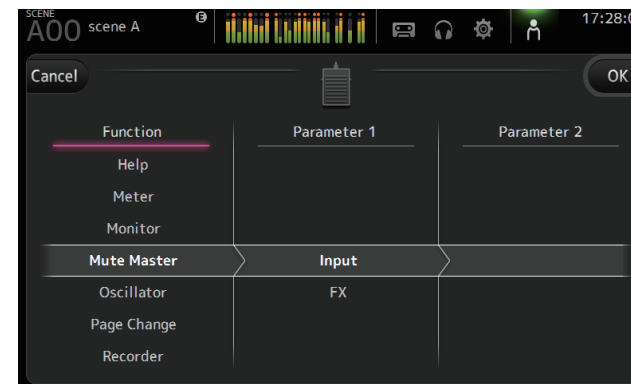 SCENE
A00 scene A E 17:28:0
Cancel OK
Function Parameter 1 Parameter 2
Help
Meter
Monitor
Mute Master Input
Oscillator FX
Page Change
Recorder